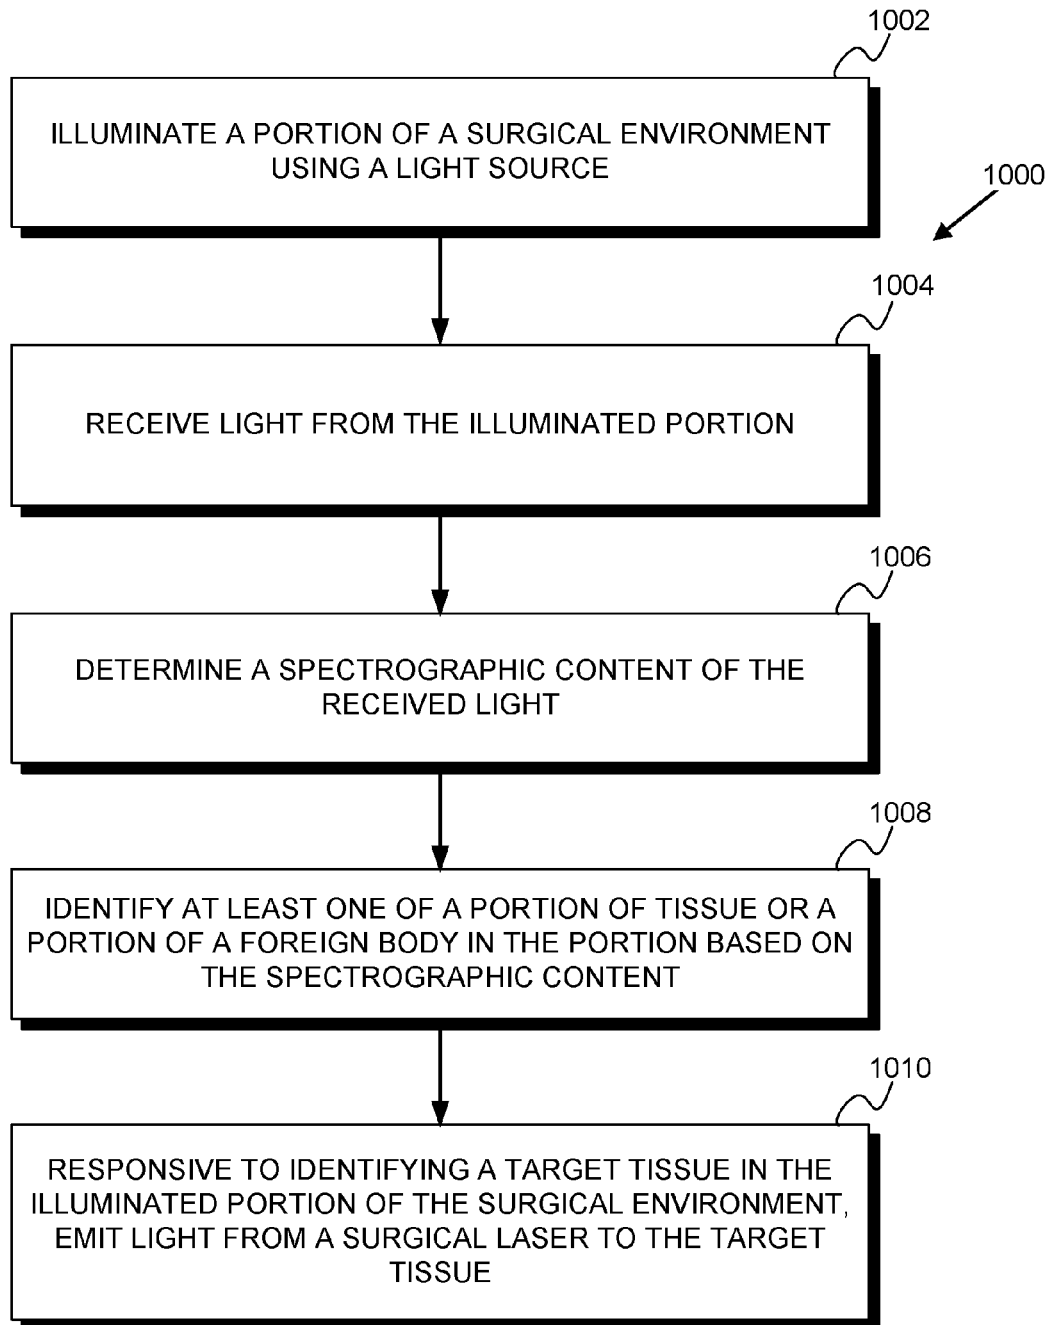 1002
ILLUMINATE A PORTION OF A SURGICAL ENVIRONMENT
USING A LIGHT SOURCE
1000
1004
RECEIVE LIGHT FROM THE ILLUMINATED PORTION
1006
DETERMINE A SPECTROGRAPHIC CONTENT OF THE
RECEIVED LIGHT
1008
IDENTIFY AT LEAST ONE OF A PORTION OF TISSUE OR A
PORTION OF A FOREIGN BODY IN THE PORTION BASED ON
THE SPECTROGRAPHIC CONTENT
1010
RESPONSIVE TO IDENTIFYING A TARGET TISSUE IN THE
ILLUMINATED PORTION OF THE SURGICAL ENVIRONMENT,
EMIT LIGHT FROM A SURGICAL LASER TO THE TARGET
TISSUE